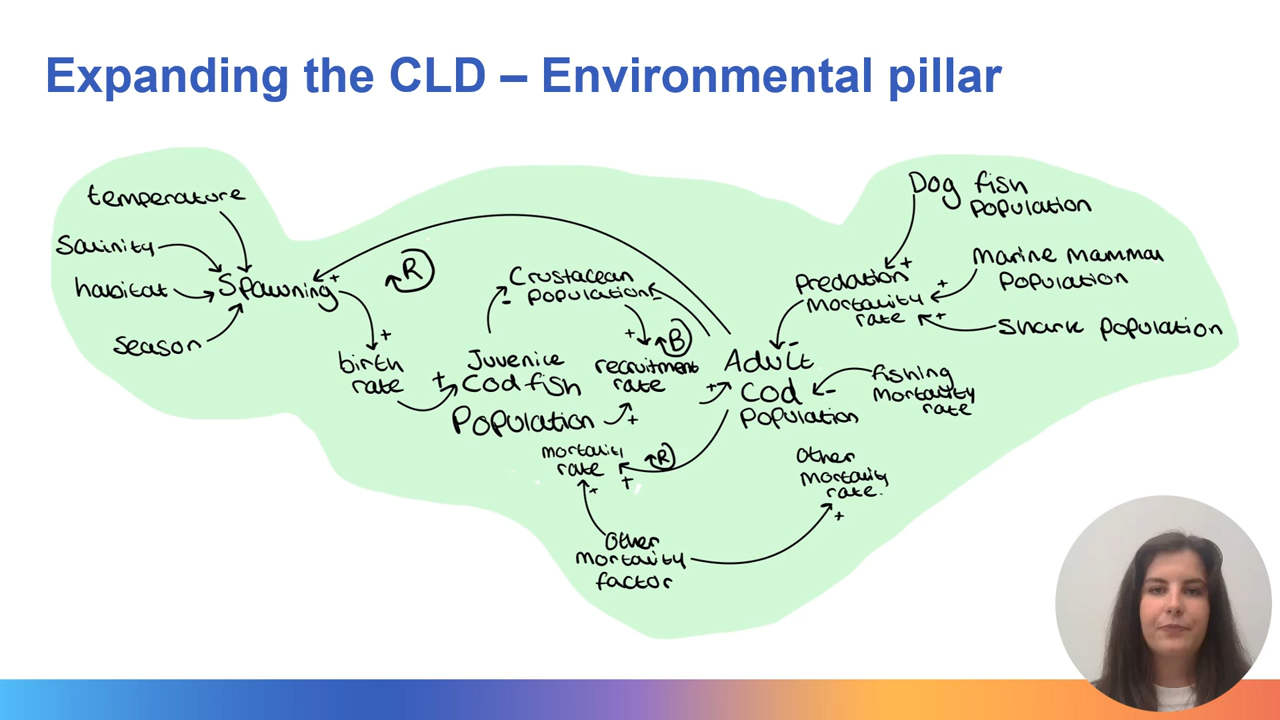 Expanding the CLD – Environmental pillar
temperature
Salinity
habitat
season
Spawning
+
R
+
birth
rate
+
Crustacean
- population
-
+
B
Juvenile
Cod fish
Population
+
recruitment
rate
+
mortality
rate
R
+
+
Other
mortality
factor
Adult
Cod
Population
-
-
Dog fish
Population
+
Predation
Mortality
rate
+
+
Marine Mammal
Population
Shark Population
fishing
Mortality
rate
Other
Mortality
rate.
+